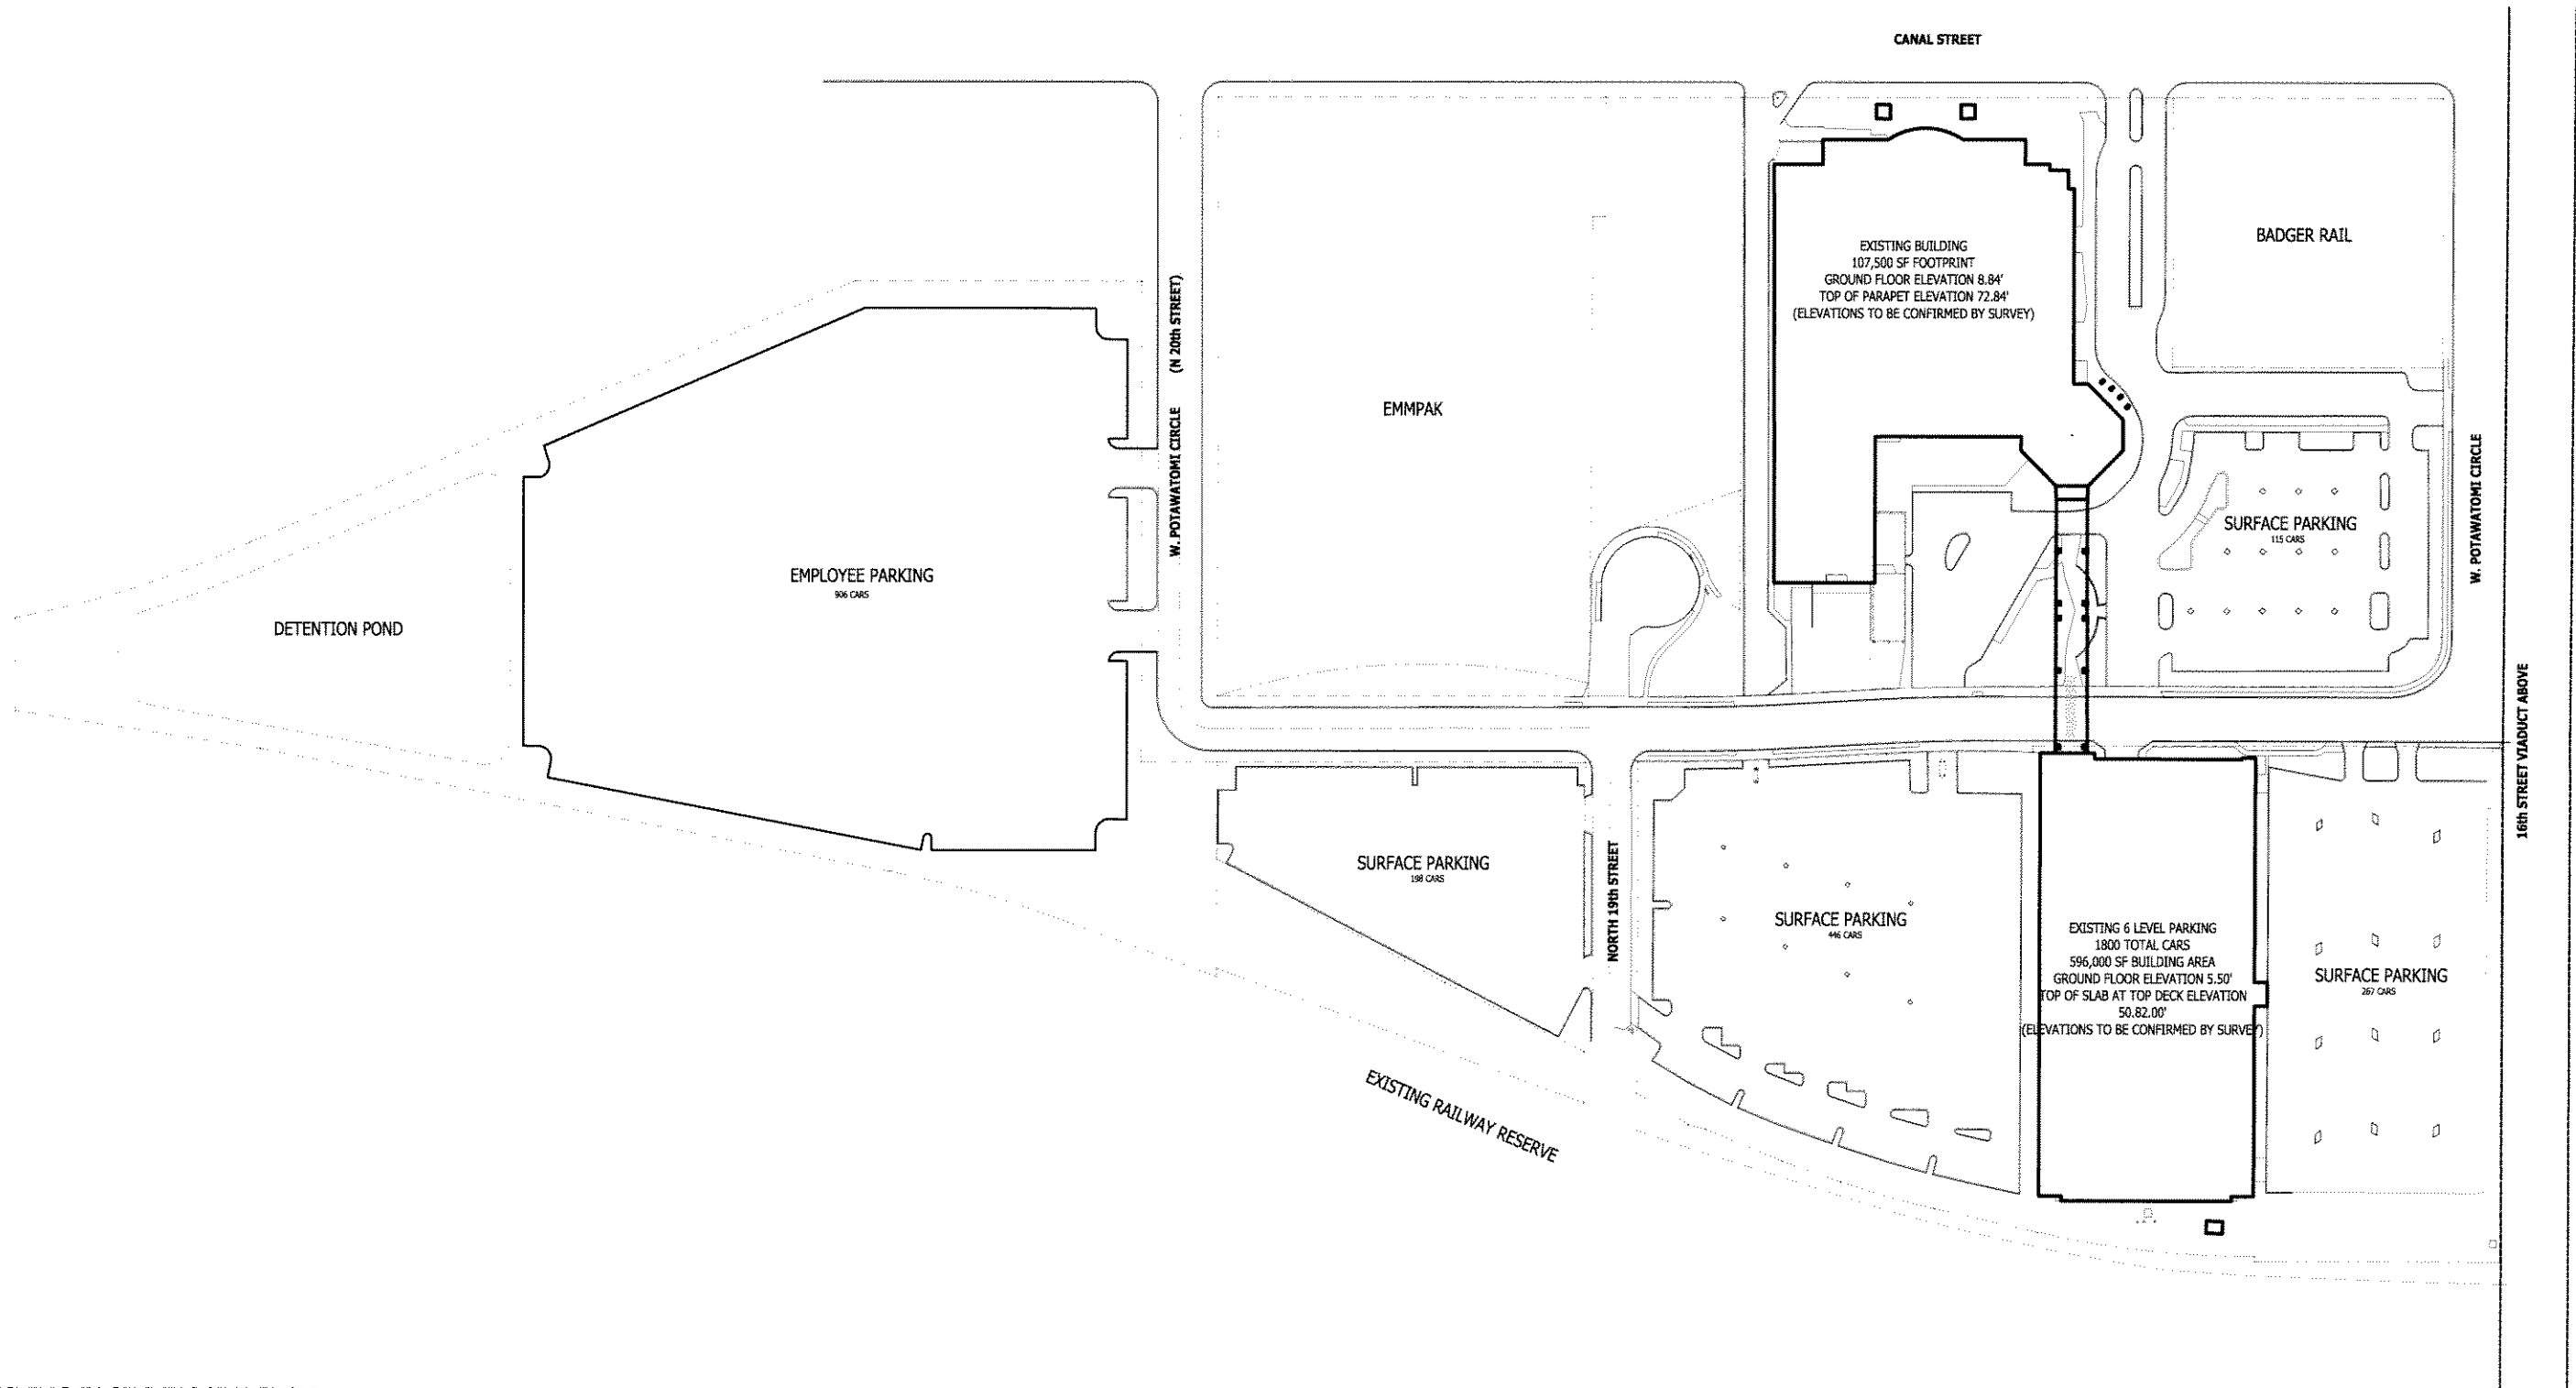 CANAL STREET
EXISTING BUILDING
107,500 SF FOOTPRINT
GROUND FLOOR ELEVATION 8.84'
TOP OF PARAPET ELEVATION 72.84'
(ELEVATIONS TO BE CONFIRMED BY SURVEY)
BADGER RAIL
(N 20th STREET)
W. POTAWATOMI CIRCLE
EMMPAK
W. POTAWATOMI CIRCLE
SURFACE PARKING
115 CARS
EMPLOYEE PARKING
906 CARS
DETENTION POND
16th STREET VIADUCT ABOVE
SURFACE PARKING
198 CARS
NORTH 19th STREET
SURFACE PARKING
446 CARS
EXISTING 6 LEVEL PARKING
1800 TOTAL CARS
596,000 SF BUILDING AREA
GROUND FLOOR ELEVATION 5.50'
TOP OF SLAB AT TOP DECK ELEVATION
50.82.00'
(ELEVATIONS TO BE CONFIRMED BY SURVEY)
SURFACE PARKING
267 CARS
EXISTING RAILWAY RESERVE